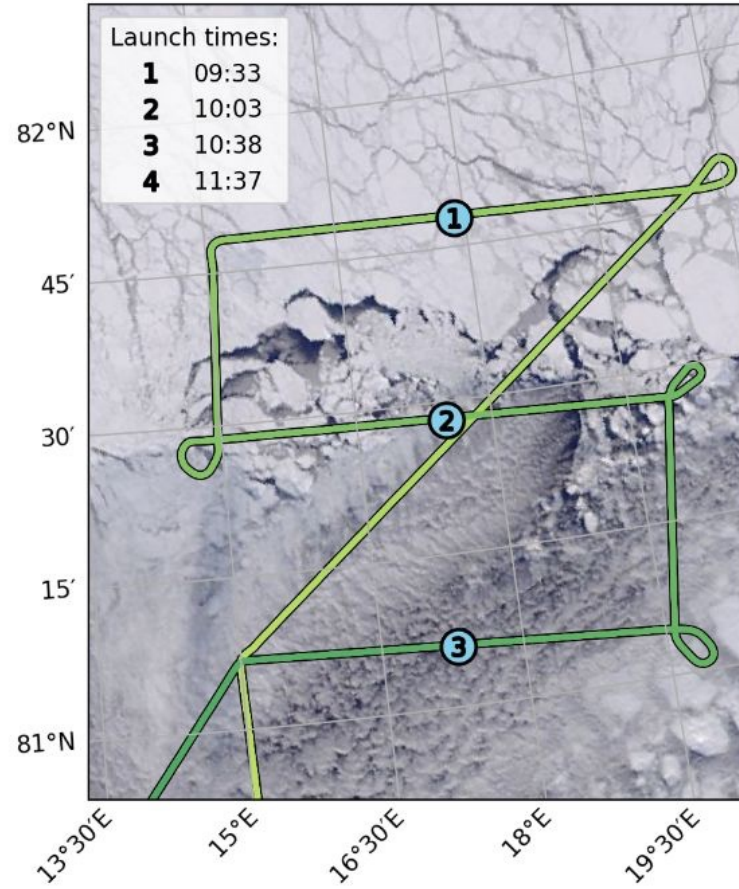 Launch times:
1 09:33
2 10:03
3 10:38
4 11:37
82°N
45′
30′
15′
81°N
1
2
3
13°30′E
15°E
16°30′E
18°E
19°30′E